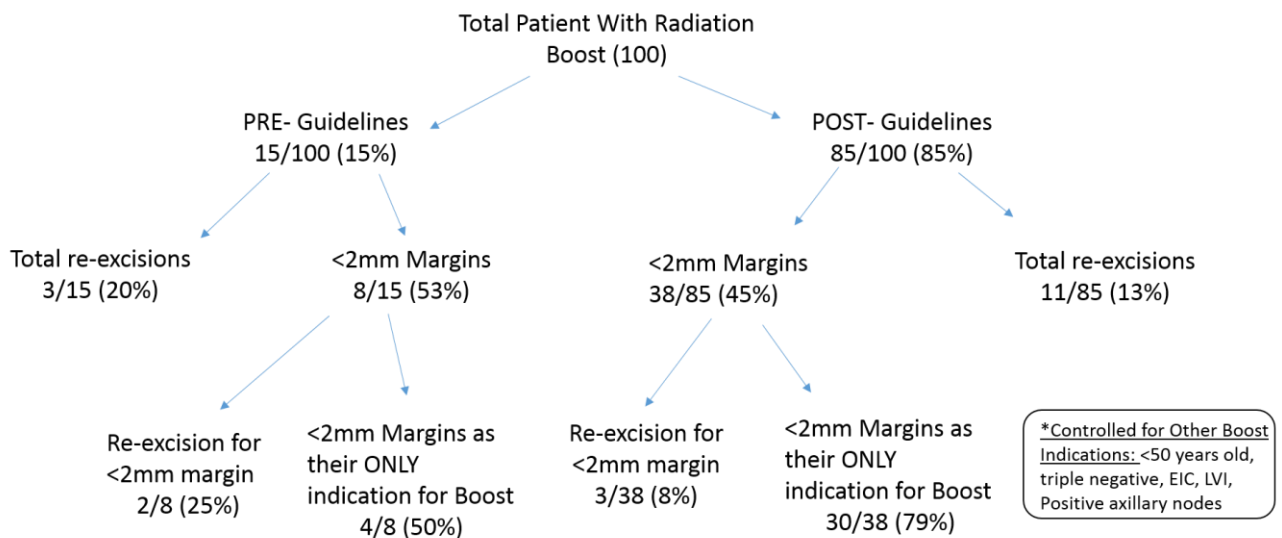 Total Patient With Radiation
Boost (100)
PRE- Guidelines
15/100 (15%)
POST- Guidelines
85/100 (85%)
Total re-excisions
3/15 (20%)
<2mm Margins
8/15 (53%)
<2mm Margins
38/85 (45%)
Total re-excisions
11/85 (13%)
Re-excision for
<2mm margin
2/8 (25%)
<2mm Margins as
their ONLY
indication for Boost
4/8 (50%)
Re-excision for
<2mm margin
3/38 (8%)
<2mm Margins as
their ONLY
indication for Boost
30/38 (79%)
*Controlled for Other Boost
Indications: <50 years old,
triple negative, EIC, LVI,
Positive axillary nodes